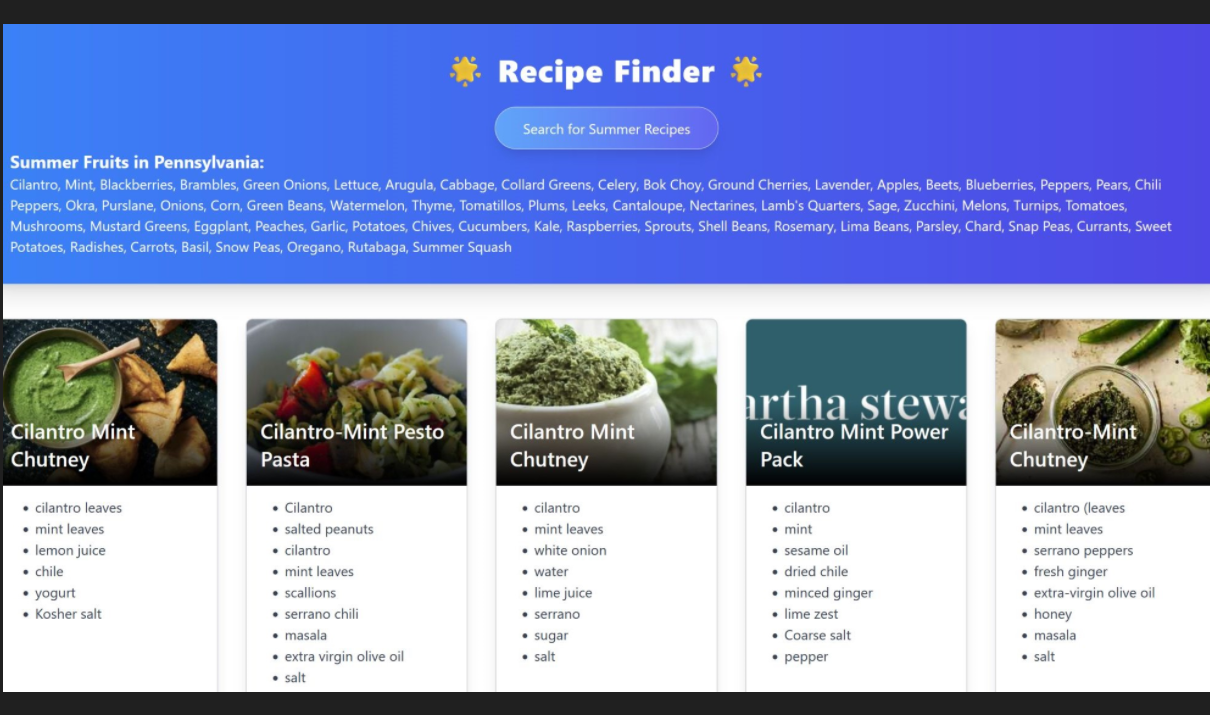 Recipe Finder
Search for Summer Recipes
Summer Fruits in Pennsylvania:
Cilantro, Mint, Blackberries, Brambles, Green Onions, Lettuce, Arugula, Cabbage, Collard Greens, Celery, Bok Choy, Ground Cherries, Lavender, Apples, Beets, Blueberries, Peppers, Pears, Chili
Peppers, Okra, Purslane, Onions, Corn, Green Beans, Watermelon, Thyme, Tomatillos, Plums, Leeks, Cantaloupe, Nectarines, Lamb's Quarters, Sage, Zucchini, Melons, Turnips, Tomatoes,
Mushrooms, Mustard Greens, Eggplant, Peaches, Garlic, Potatoes, Chives, Cucumbers, Kale, Raspberries, Sprouts, Shell Beans, Rosemary, Lima Beans, Parsley, Chard, Snap Peas, Currants, Sweet
Potatoes, Radishes, Carrots, Basil, Snow Peas, Oregano, Rutabaga, Summer Squash
Cilantro Mint
Chutney
• cilantro leaves
• mint leaves
• lemon juice
• chile
• yogurt
• Kosher salt
Cilantro-Mint Pesto
Pasta
• Cilantro
• salted peanuts
• cilantro
• mint leaves
• scallions
• serrano chili
• masala
• extra virgin olive oil
• salt
Cilantro Mint
Chutney
• cilantro
• mint leaves
• white onion
• water
• lime juice
• serrano
• sugar
• salt
artha stewa
Cilantro Mint Power
Pack
• cilantro
• mint
• sesame oil
• dried chile
• minced ginger
• lime zest
• Coarse salt
• pepper
Cilantro-Mint
Chutney
• cilantro (leaves
• mint leaves
• serrano peppers
• fresh ginger
• extra-virgin olive oil
• honey
• masala
• salt